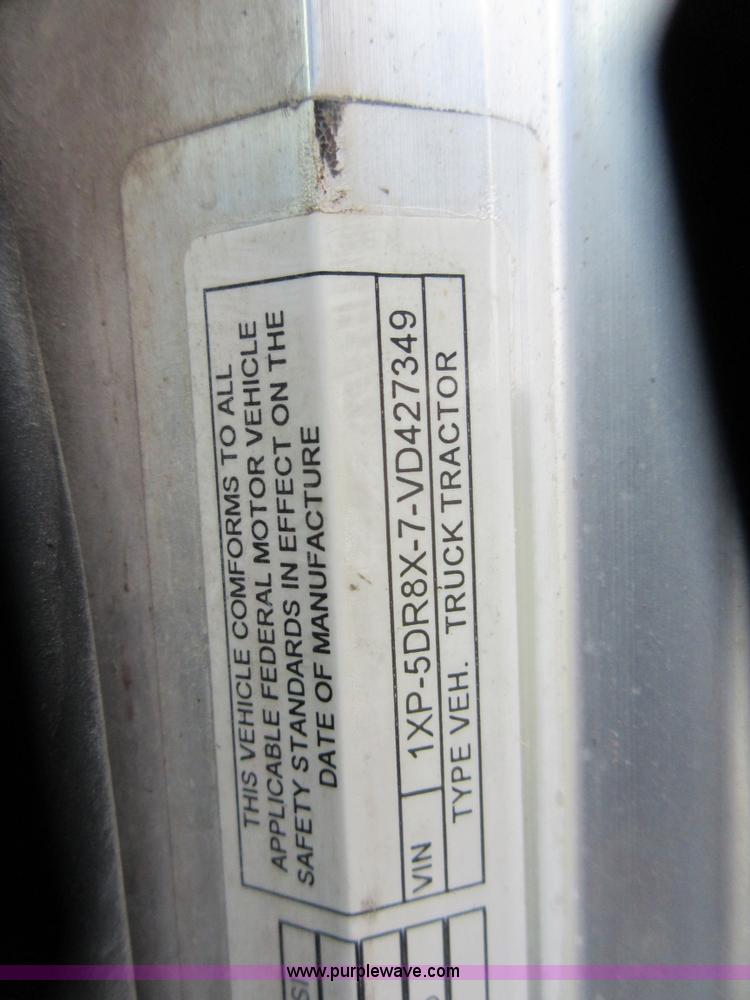 THIS VEHICLE COMFORMS TO ALL
APPLICABLE FEDERAL MOTOR VEHICLE
SAFETY STANDARDS IN EFFECT ON THE
DATE OF MANUFACTURE
VIN 1XP-5DR8X-7-VD427349
TYPE VEH. TRUCK TRACTOR
www.purplewave.com